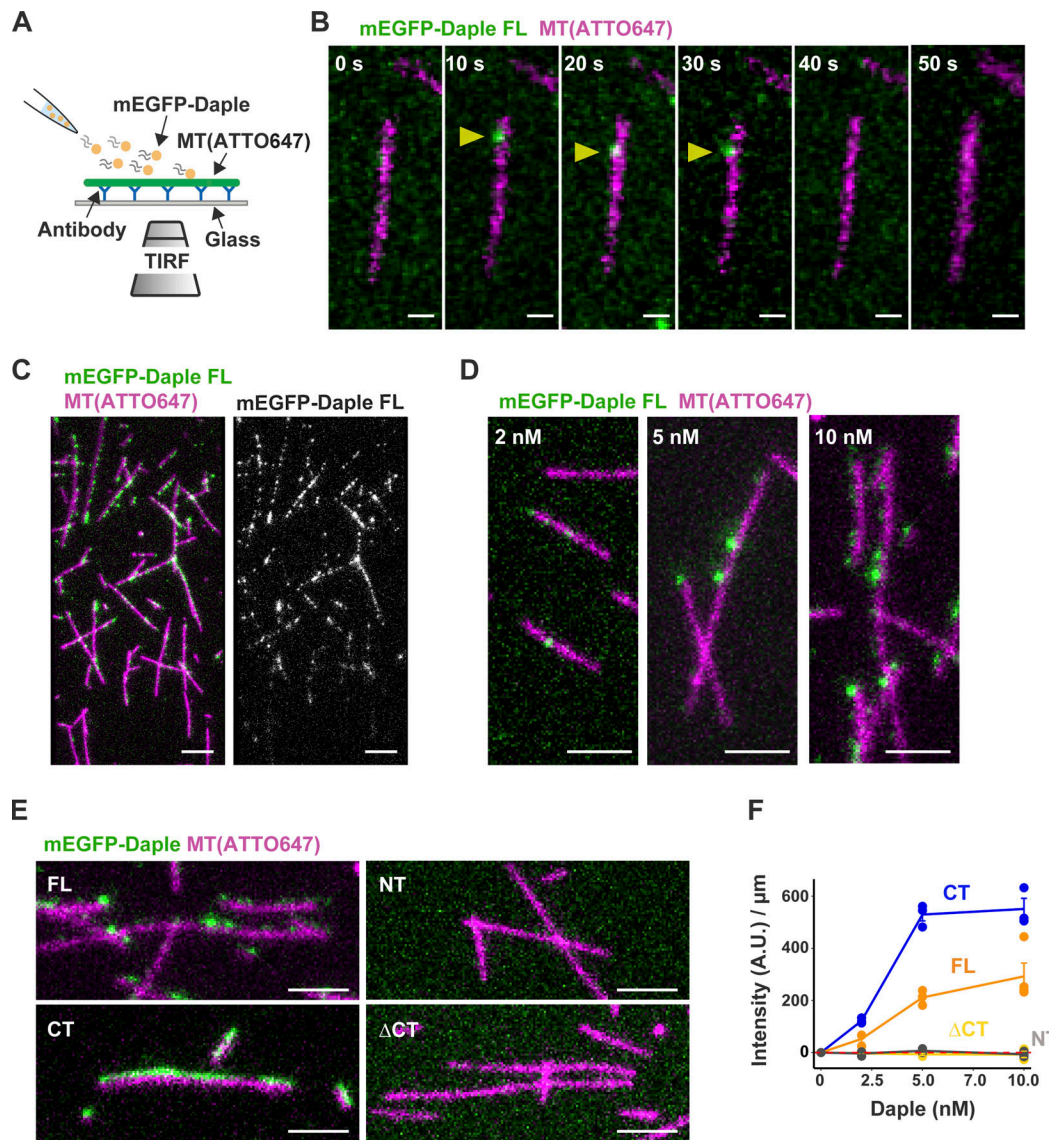 A
mEGFP-Daple
MT(ATTO647)
Antibody
Glass
TIRF
B
mEGFP-Daple FL MT(ATTO647)
0 s 10 s 20 s 30 s 40 s 50 s
C
mEGFP-Daple FL
MT(ATTO647)
mEGFP-Daple FL
D
mEGFP-Daple FL MT(ATTO647)
2 nM 5 nM 10 nM
E
mEGFP-Daple MT(ATTO647)
FL
NT
CT
ΔCT
F
Intensity (A.U.) / µm
600
400
200
0
CT
FL
ΔCT
NT
0 2.5 5.0 7.0 10.0
Daple (nM)